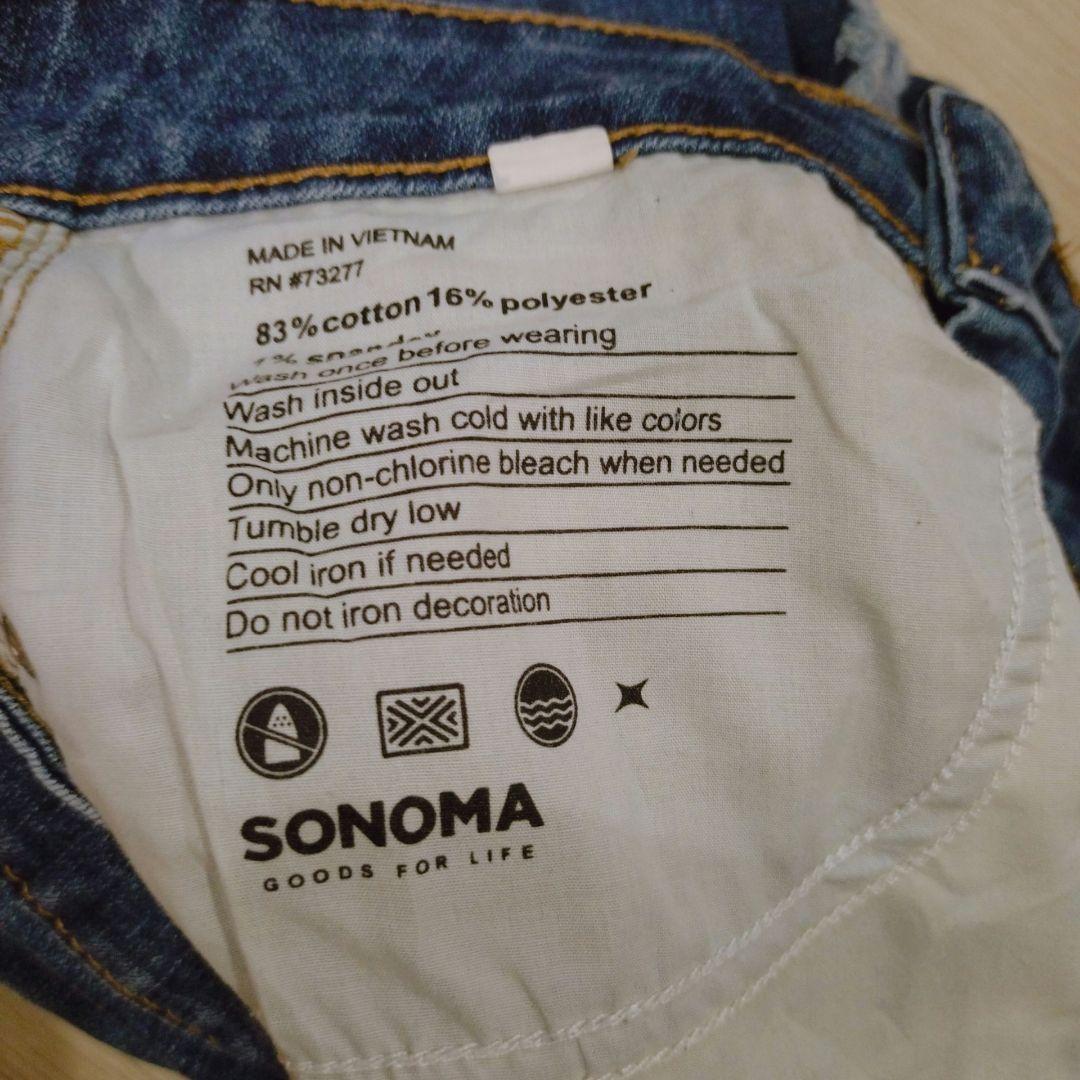 MADE IN VIETNAM
RN #73277
83%cotton 16% polyester
1% spandex
Wash once before wearing
Wash inside out
Machine wash cold with like colors
Only non-chlorine bleach when needed
Tumble dry low
Cool iron if needed
Do not iron decoration
SONOMA
GOODS FOR LIFE